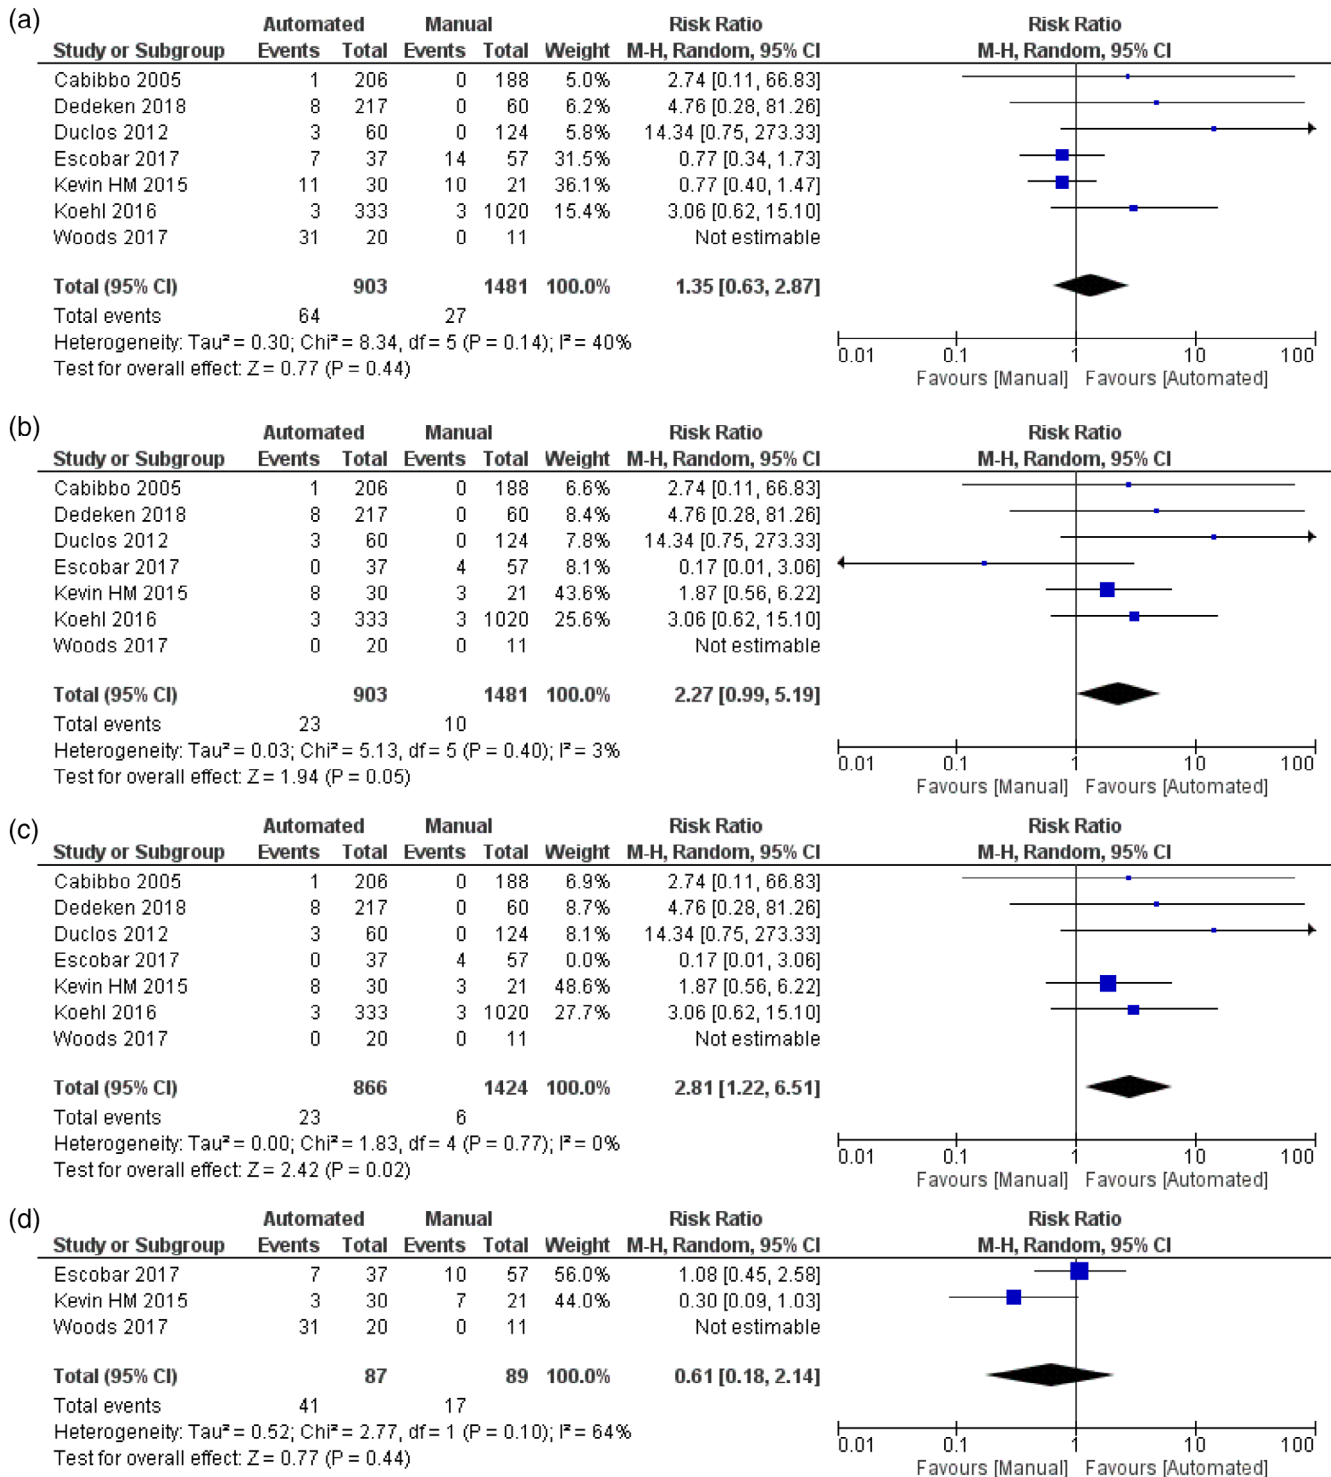 (a)
Automated Manual Risk Ratio Risk Ratio
Study or Subgroup Events Total Events Total Weight M-H, Random, 95% CI M-H, Random, 95% CI
Cabibbo 2005 1 206 0 188 5.0% 2.74 [0.11, 66.83]
Dedeken 2018 8 217 0 60 6.2% 4.76 [0.28, 81.26]
Duclos 2012 3 60 0 124 5.8% 14.34 [0.75, 273.33]
Escobar 2017 7 37 14 57 31.5% 0.77 [0.34, 1.73]
Kevin HM 2015 11 30 10 21 36.1% 0.77 [0.40, 1.47]
Koehl 2016 3 333 3 1020 15.4% 3.06 [0.62, 15.10]
Woods 2017 31 20 0 11 Not estimable
Total (95% CI) 903 1481 100.0% 1.35 [0.63, 2.87]
Total events 64 27
Heterogeneity: Tau² = 0.30; Chi² = 8.34, df = 5 (P = 0.14); I² = 40%
Test for overall effect: Z = 0.77 (P = 0.44)
0.01 0.1 1 10 100
Favours [Manual] Favours [Automated]
(b)
Automated Manual Risk Ratio Risk Ratio
Study or Subgroup Events Total Events Total Weight M-H, Random, 95% CI M-H, Random, 95% CI
Cabibbo 2005 1 206 0 188 6.6% 2.74 [0.11, 66.83]
Dedeken 2018 8 217 0 60 8.4% 4.76 [0.28, 81.26]
Duclos 2012 3 60 0 124 7.8% 14.34 [0.75, 273.33]
Escobar 2017 0 37 4 57 8.1% 0.17 [0.01, 3.06]
Kevin HM 2015 8 30 3 21 43.6% 1.87 [0.56, 6.22]
Koehl 2016 3 333 3 1020 25.6% 3.06 [0.62, 15.10]
Woods 2017 0 20 0 11 Not estimable
Total (95% CI) 903 1481 100.0% 2.27 [0.99, 5.19]
Total events 23 10
Heterogeneity: Tau² = 0.03; Chi² = 5.13, df = 5 (P = 0.40); I² = 3%
Test for overall effect: Z = 1.94 (P = 0.05)
0.01 0.1 1 10 100
Favours [Manual] Favours [Automated]
(c)
Automated Manual Risk Ratio Risk Ratio
Study or Subgroup Events Total Events Total Weight M-H, Random, 95% CI M-H, Random, 95% CI
Cabibbo 2005 1 206 0 188 6.9% 2.74 [0.11, 66.83]
Dedeken 2018 8 217 0 60 8.7% 4.76 [0.28, 81.26]
Duclos 2012 3 60 0 124 8.1% 14.34 [0.75, 273.33]
Escobar 2017 0 37 4 57 0.0% 0.17 [0.01, 3.06]
Kevin HM 2015 8 30 3 21 48.6% 1.87 [0.56, 6.22]
Koehl 2016 3 333 3 1020 27.7% 3.06 [0.62, 15.10]
Woods 2017 0 20 0 11 Not estimable
Total (95% CI) 866 1424 100.0% 2.81 [1.22, 6.51]
Total events 23 6
Heterogeneity: Tau² = 0.00; Chi² = 1.83, df = 4 (P = 0.77); I² = 0%
Test for overall effect: Z = 2.42 (P = 0.02)
0.01 0.1 1 10 100
Favours [Manual] Favours [Automated]
(d)
Automated Manual Risk Ratio Risk Ratio
Study or Subgroup Events Total Events Total Weight M-H, Random, 95% CI M-H, Random, 95% CI
Escobar 2017 7 37 10 57 56.0% 1.08 [0.45, 2.58]
Kevin HM 2015 3 30 7 21 44.0% 0.30 [0.09, 1.03]
Woods 2017 31 20 0 11 Not estimable
Total (95% CI) 87 89 100.0% 0.61 [0.18, 2.14]
Total events 41 17
Heterogeneity: Tau² = 0.52; Chi² = 2.77, df = 1 (P = 0.10); I² = 64%
Test for overall effect: Z = 0.77 (P = 0.44)
0.01 0.1 1 10 100
Favours [Manual] Favours [Automated]